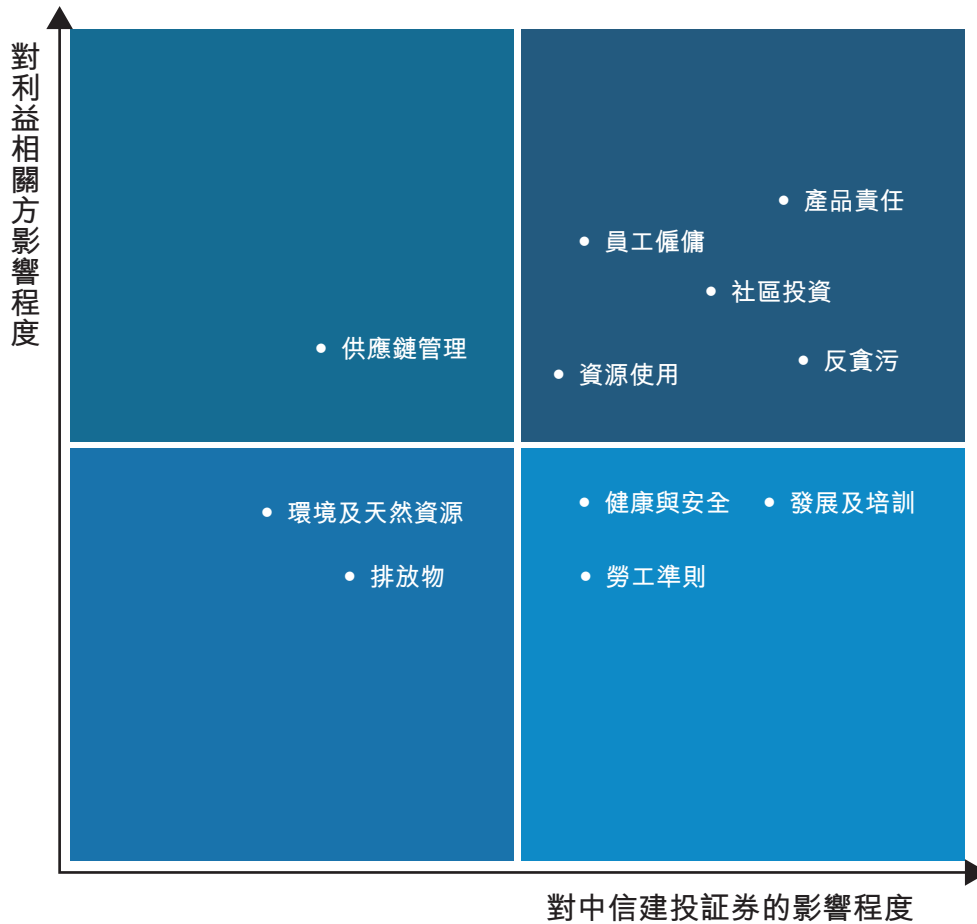 對利益相關方影響程度
產品責任
員工僱傭
社區投資
供應鏈管理
反貪污
資源使用
環境及天然資源
健康與安全
發展及培訓
排放物
勞工準則
對中信建投証券的影響程度